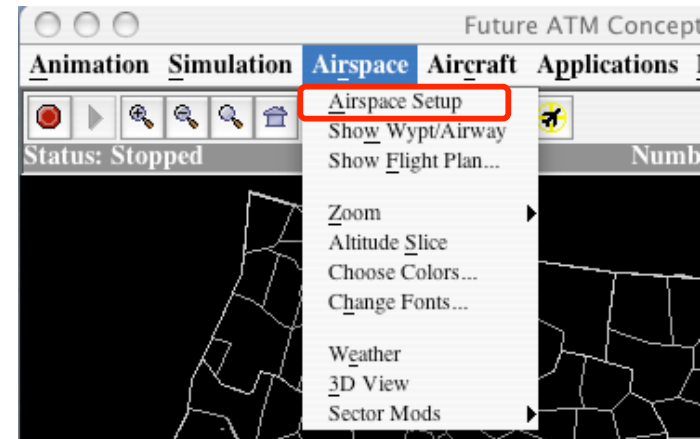 Future ATM Concept
Animation Simulation Airspace Aircraft Applications
Status: Stopped
Numb
Airspace Setup
Show Wypt/Airway
Show Flight Plan...
Zoom
Altitude Slice
Choose Colors...
Change Fonts...
Weather
3D View
Sector Mods